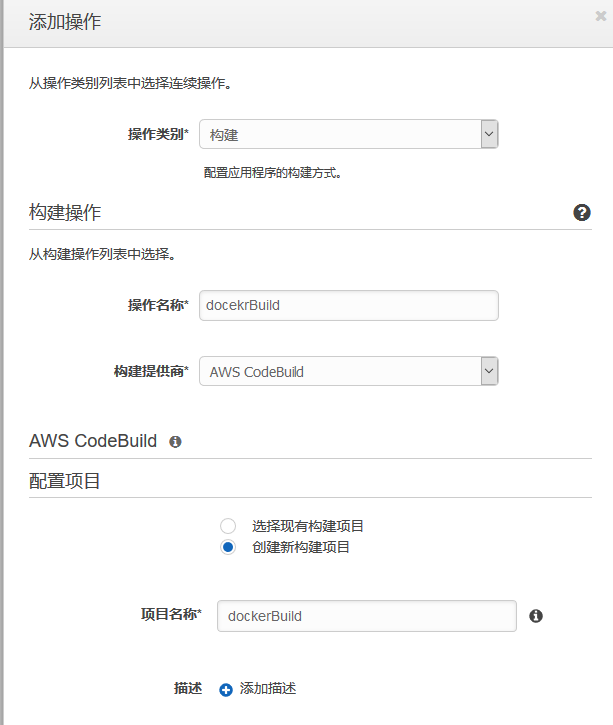 添加操作
从操作类别列表中选择连续操作。
操作类别* 构建
配置应用程序的构建方式。
构建操作
从构建操作列表中选择。
操作名称* docekrBuild
构建提供商* AWS CodeBuild
AWS CodeBuild
配置项目
选择现有构建项目
创建新构建项目
项目名称* dockerBuild
描述 添加描述